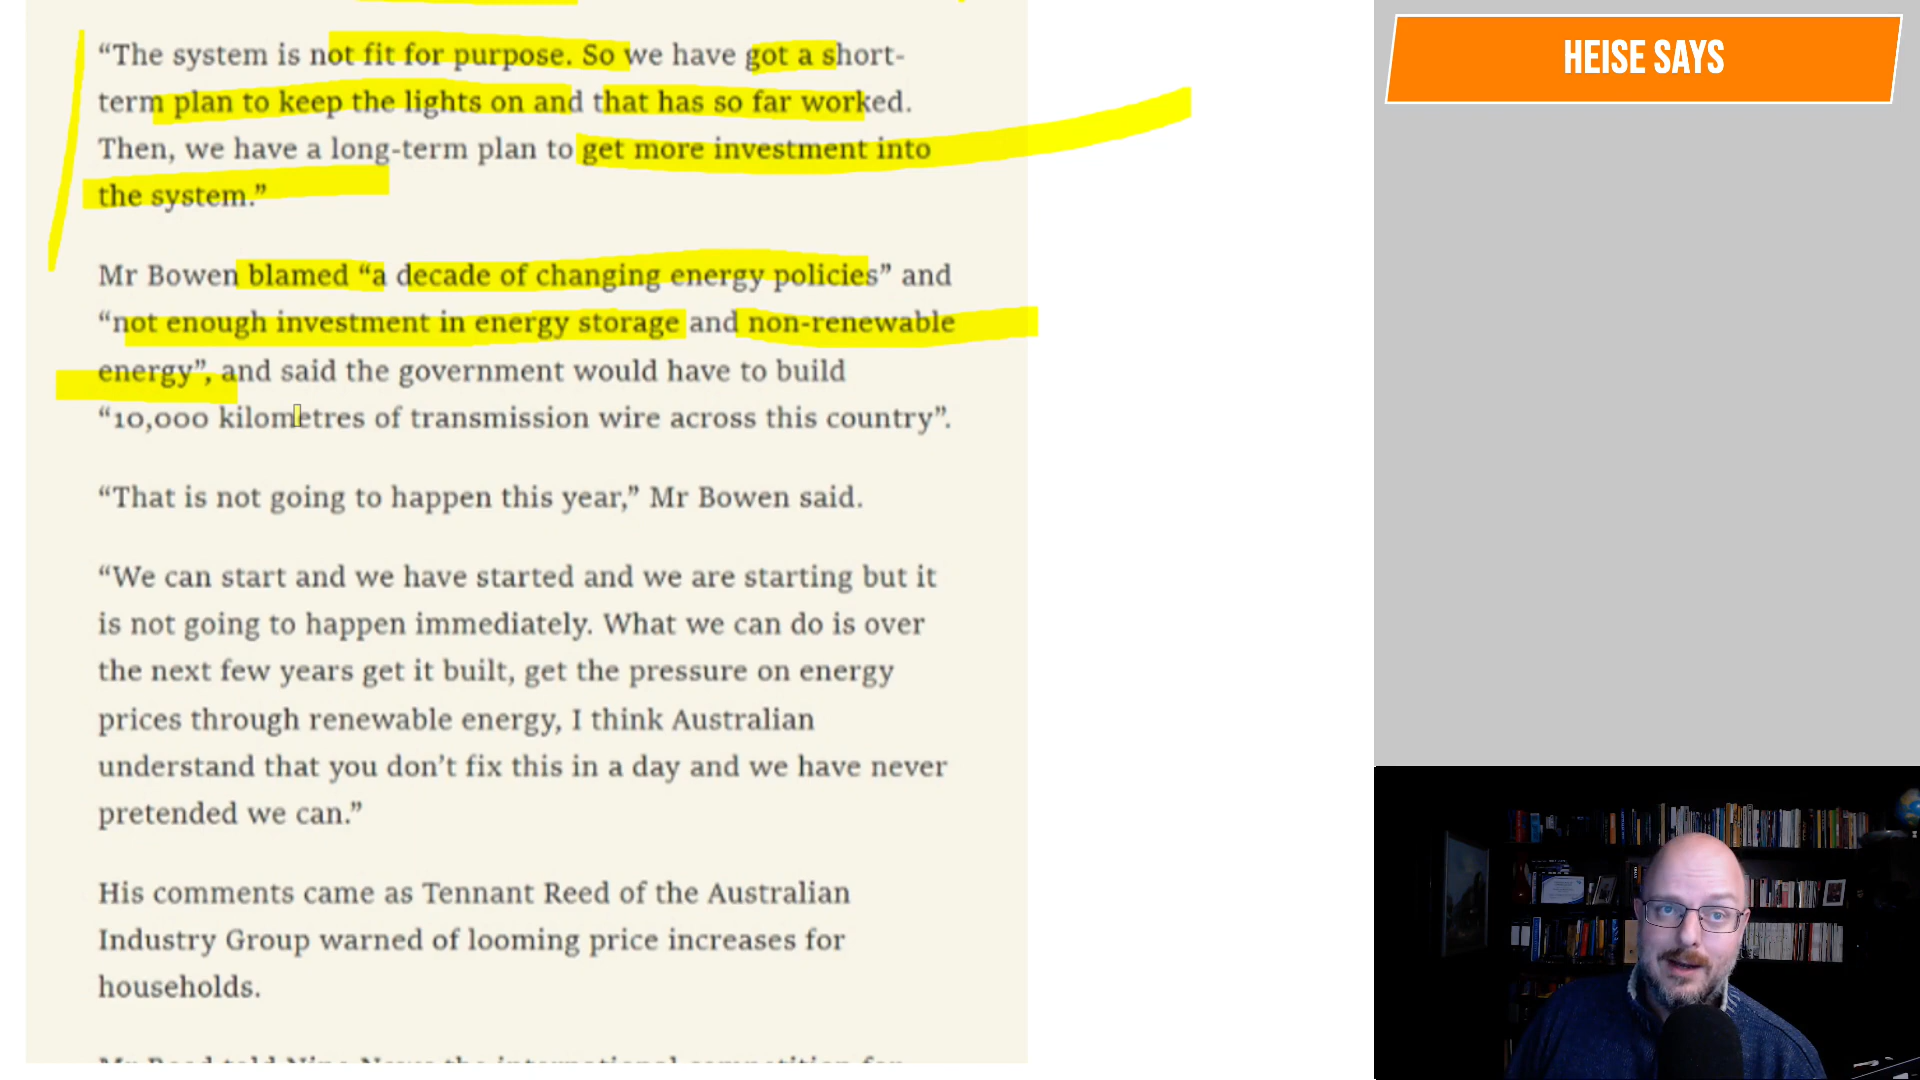 “The system is not fit for purpose. So we have got a short-
term plan to keep the lights on and that has so far worked.
Then, we have a long-term plan to get more investment into
the system.”
Mr Bowen blamed “a decade of changing energy policies” and
“not enough investment in energy storage and non-renewable
energy”, and said the government would have to build
“10,000 kilometres of transmission wire across this country”.
“That is not going to happen this year,” Mr Bowen said.
“We can start and we have started and we are starting but it
is not going to happen immediately. What we can do is over
the next few years get it built, get the pressure on energy
prices through renewable energy, I think Australian
understand that you don’t fix this in a day and we have never
pretended we can.”
His comments came as Tennant Reed of the Australian
Industry Group warned of looming price increases for
households.
HEISE SAYS